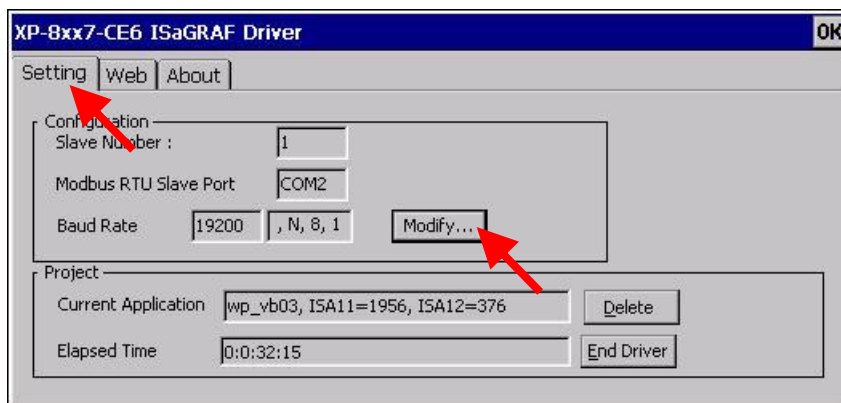 XP-8xx7-CE6 ISaGRAF Driver OK
Setting Web About
Configuration
Slave Number : 1
Modbus RTU Slave Port COM2
Baud Rate 19200 , N, 8, 1 Modify...
Project
Current Application wp_vb03, ISA11=1956, ISA12=376 Delete
Elapsed Time 0:0:32:15 End Driver